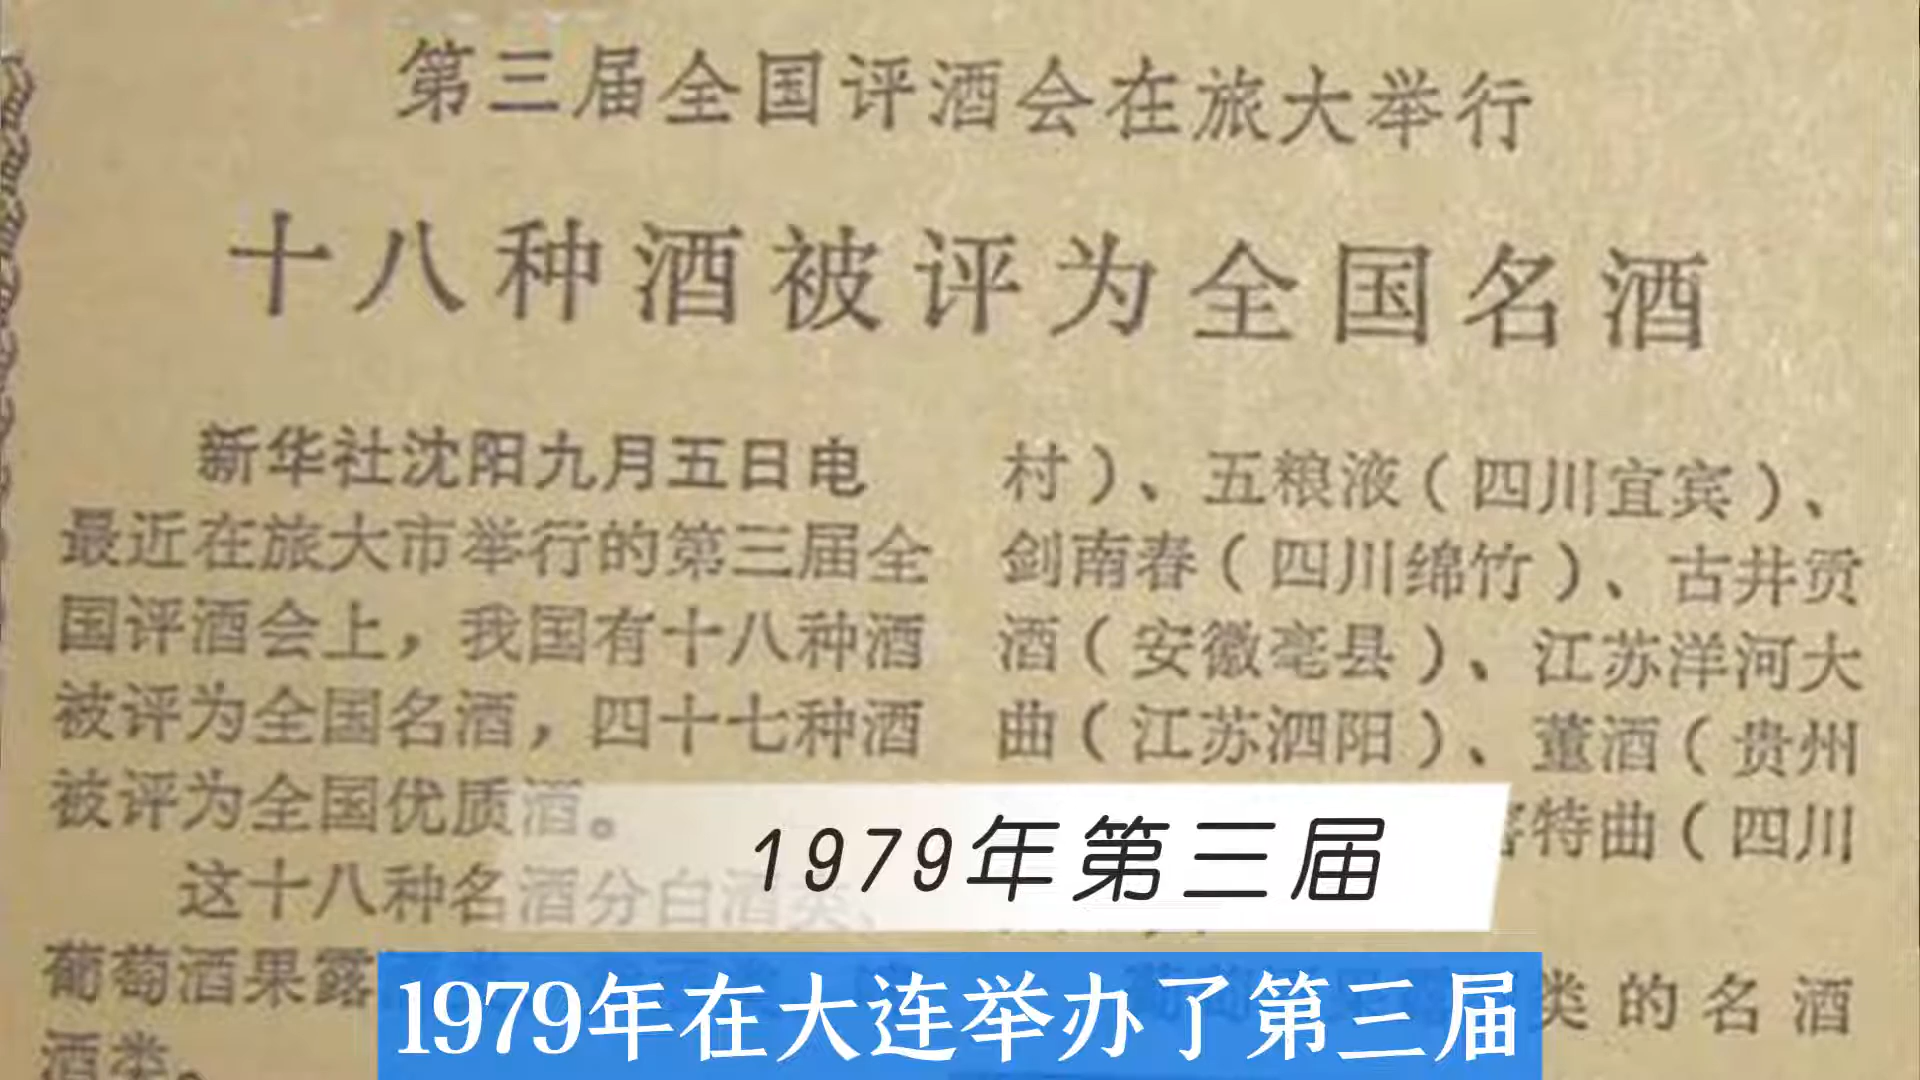 第三届全国评酒会在旅大举行
十八种酒被评为全国名酒
新华社沈阳九月五日电
最近在旅大市举行的第三届全
国评酒会上，我国有十八种酒
被评为全国名酒，四十七种酒
被评为全国优质酒。
这十八种名酒分白酒类、
葡萄酒果露
酒类。
村）、五粮液（四川宜宾）、
剑南春（四川绵竹）、古井贡
酒（安徽亳县）、江苏洋河大
曲（江苏泗阳）、董酒（贵州
特曲（四川
类的名酒
1979年第三届
1979年在大连举办了第三届